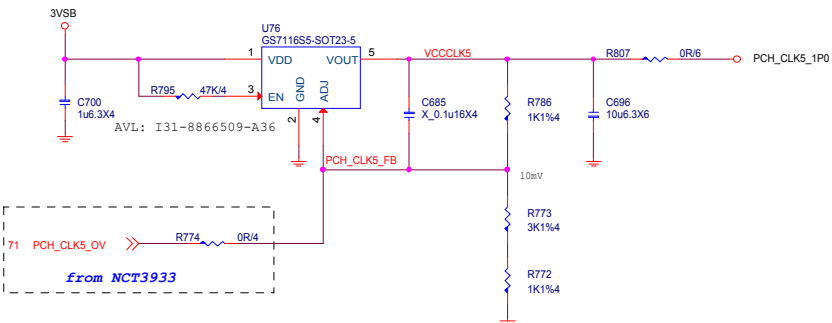 3VSB
U76
GS7116S5-SOT23-5
1
VDD
VOUT
5
VCCCLK5
R807
0R/6
PCH_CLK5_1P0
R795
47K/4
3
EN
GND
ADJ
C700
1u6.3X4
2
4
C685
X_0.1u16X4
R786
1K1%4
C696
10u6.3X6
AVL: I31-8866509-A36
PCH_CLK5_FB
10mV
R773
3K1%4
71 PCH_CLK5_OV
R774
0R/4
from NCT3933
R772
1K1%4